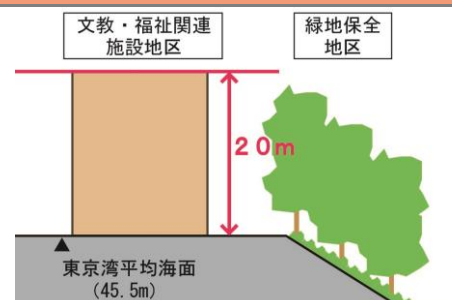 文教・福祉関連
施設地区
緑地保全
地区
20m
東京湾平均海面
（45.5m）